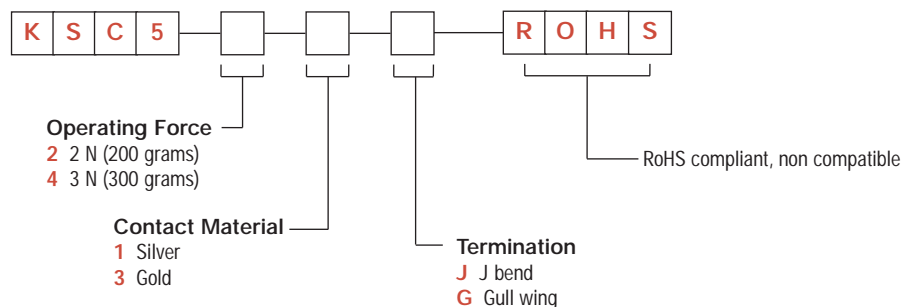 K S C 5 R O H S
Operating Force
2 2 N (200 grams)
4 3 N (300 grams)
RoHS compliant, non compatible
Contact Material
1 Silver
3 Gold
Termination
J J bend
G Gull wing